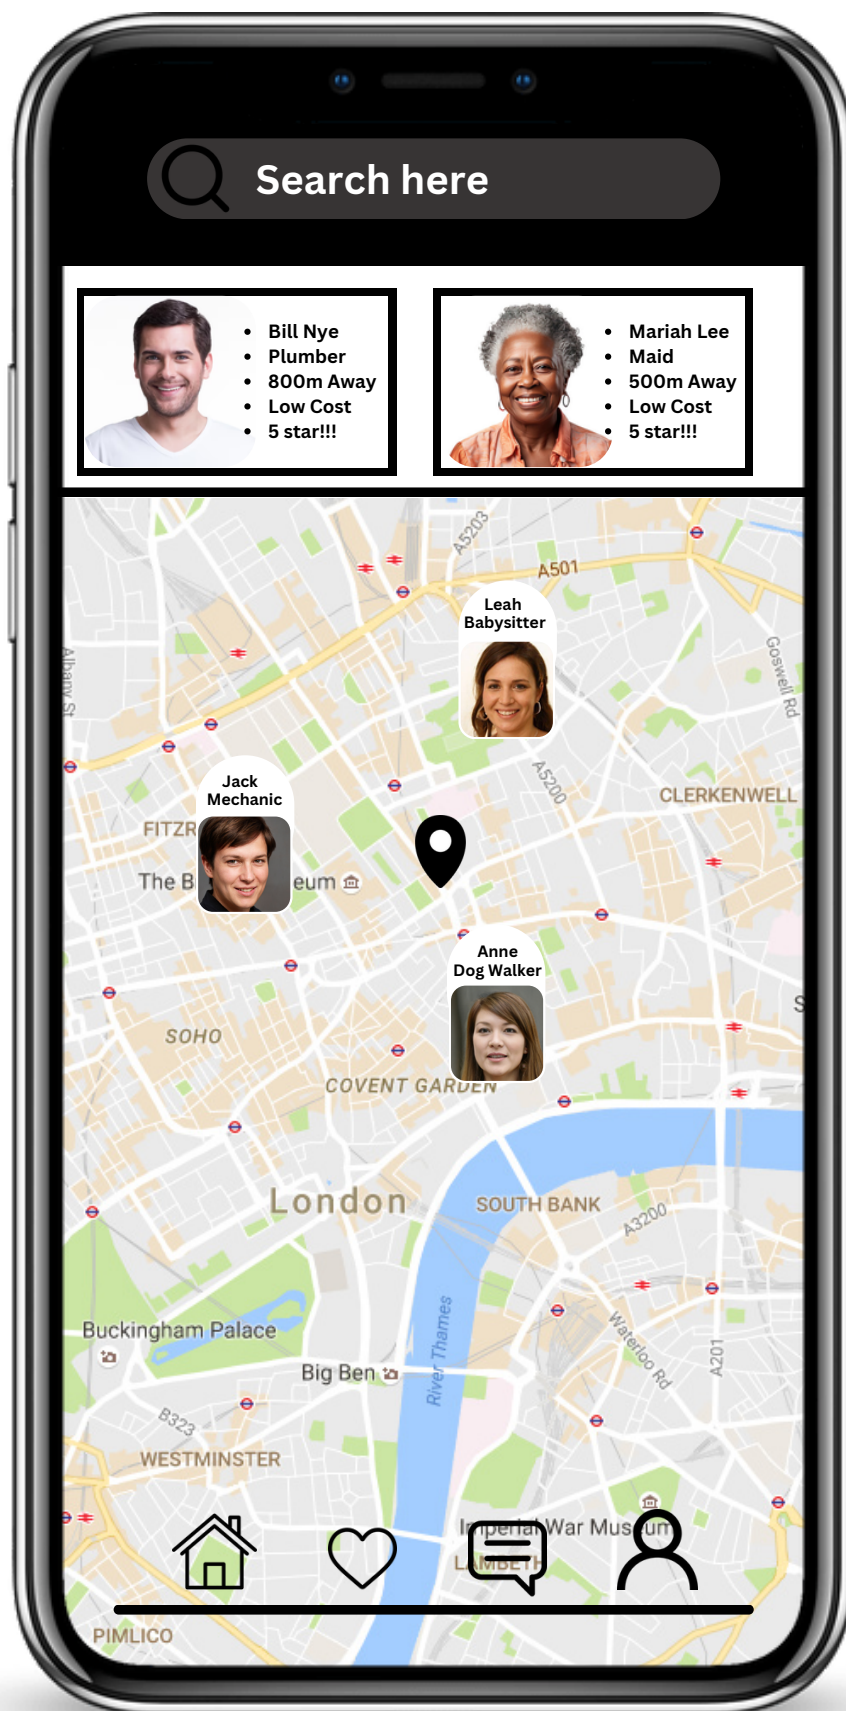 Search here
Bill Nye
Plumber
800m Away
Low Cost
5 star!!!
Mariah Lee
Maid
500m Away
Low Cost
5 star!!!
A5203
A501
Leah
Babysitter
Albany St
Goswell Rd
A5200
Jack
Mechanic
CLERKENWELL
FITZR
The B
eum
Anne
Dog Walker
S
SOHO
COVENT GARDEN
London
SOUTH BANK
A3200
River Thames
Buckingham Palace
Waterloo Rd
A201
Big Ben
B323
WESTMINSTER
Imperial War Museum
LAMBETH
PIMLICO